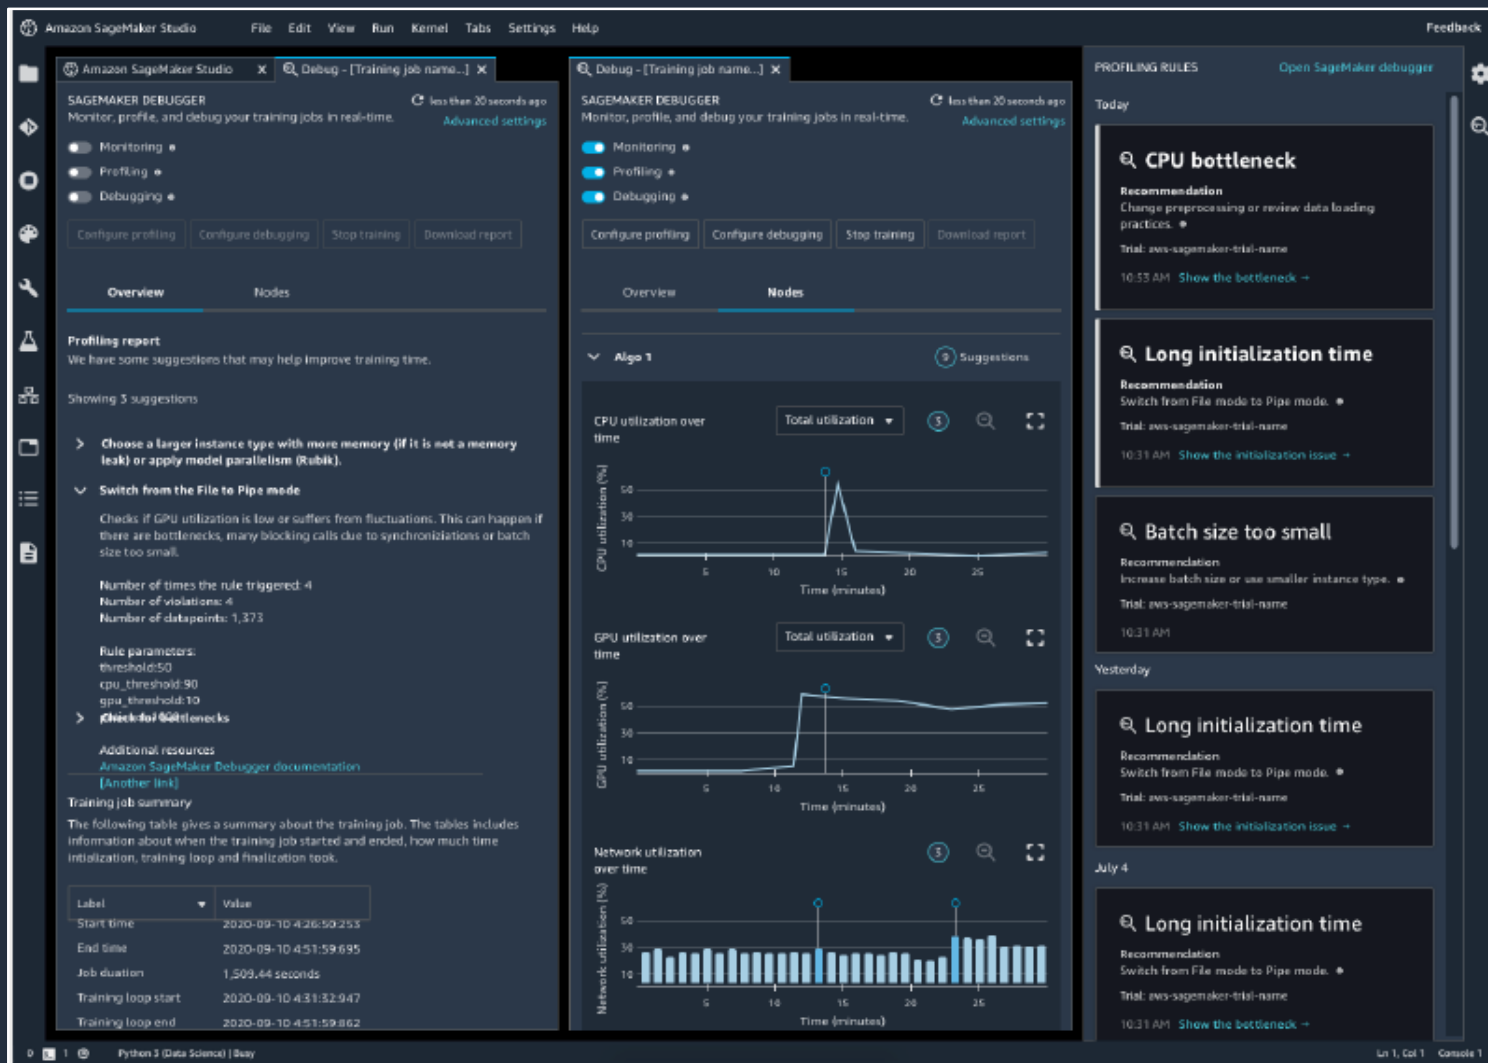 Amazon SageMaker Studio File Edit View Run Kernel Tabs Settings Help Feedback
Amazon SageMaker Studio X Debug - [Training job name...] X
SAGEMAKER DEBUGGER less than 20 seconds ago
Monitor, profile, and debug your training jobs in real-time. Advanced settings
Monitoring
Profiling
Debugging
Configure profiling Configure debugging Stop training Download report
Overview Nodes
Profiling report
We have some suggestions that may help improve training time.
Showing 3 suggestions
Choose a larger instance type with more memory (if it is not a memory
leak) or apply model parallelism (Rubik).
Switch from the File to Pipe mode
Checks if GPU utilization is low or suffers from fluctuations. This can happen if
there are bottlenecks, many blocking calls due to synchroniziations or batch
size too small.
Number of times the rule triggered: 4
Number of violations: 4
Number of datapoints: 1,373
Rule parameters:
threshold:50
cpu_threshold:90
gpu_threshold:10
Check for bottlenecks
Additional resources
Amazon SageMaker Debugger documentation
[Another link]
Training job summary
The following table gives a summary about the training job. The tables includes
information about when the training job started and ended, how much time
intialization, training loop and finalization took.
Label Value
Start time 2020-09-10 4:26:50:253
End time 2020-09-10 4:51:59:695
Job duation 1,509.44 seconds
Training loop start 2020-09-10 4:31:32:947
Training loop end 2020-09-10 4:51:59:862
Debug - [Training job name...] X
SAGEMAKER DEBUGGER less than 20 seconds ago
Monitor, profile, and debug your training jobs in real-time. Advanced settings
Monitoring
Profiling
Debugging
Configure profiling Configure debugging Stop training Download report
Overview Nodes
Algo 1 9 Suggestions
CPU utilization over
time
Total utilization 3
CPU utilization (%)
50
30
10
5 10 15 20 25
Time (minutes)
GPU utilization over
time
Total utilization 3
GPU utilization (%)
50
30
10
5 10 15 20 25
Time (minutes)
Network utilization
over time
3
Network utilization (%)
50
30
10
5 10 15 20 25
Time (minutes)
PROFILING RULES Open SageMaker debugger
Today
CPU bottleneck
Recommendation
Change preprocessing or review data loading
practices.
Trial: aws-sagemaker-trial-name
10:53 AM Show the bottleneck →
Long initialization time
Recommendation
Switch from File mode to Pipe mode.
Trial: aws-sagemaker-trial-name
10:31 AM Show the initialization issue →
Batch size too small
Recommendation
Increase batch size or use smaller instance type.
Trial: aws-sagemaker-trial-name
10:31 AM
Yesterday
Long initialization time
Recommendation
Switch from File mode to Pipe mode.
Trial: aws-sagemaker-trial-name
10:31 AM Show the initialization issue →
July 4
Long initialization time
Recommendation
Switch from File mode to Pipe mode.
Trial: aws-sagemaker-trial-name
10:31 AM Show the bottleneck →
0 1 Python 3 (Data Science) | Busy Ln 1, Col 1 Console 1